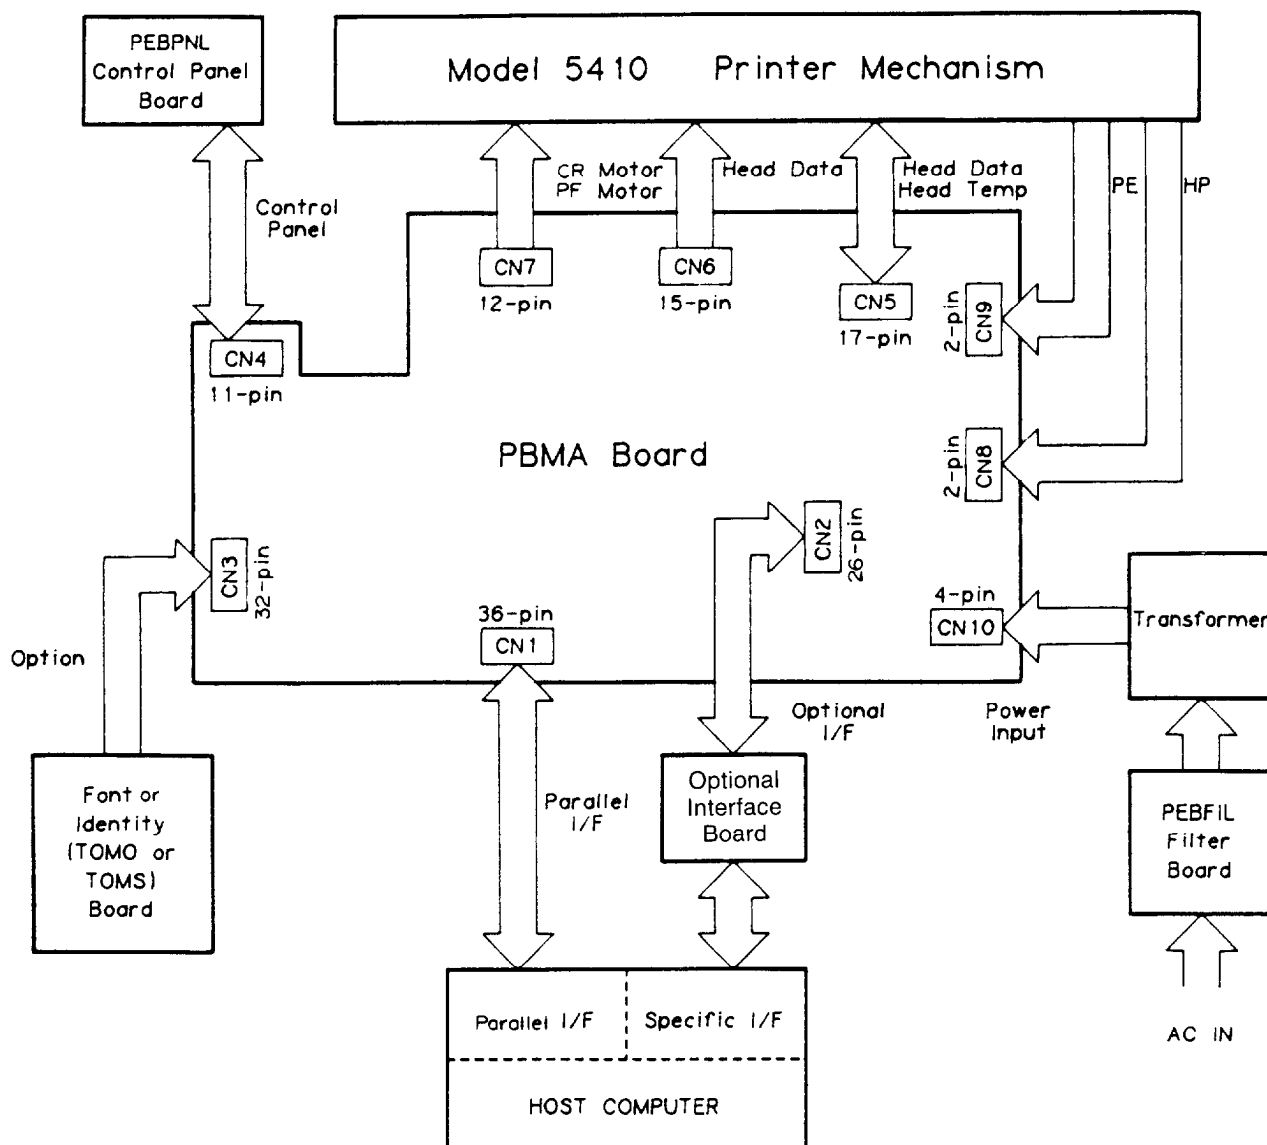 PEBPNL
Control Panel
Board
Model 5410 Printer Mechanism
CR Motor
PF Motor
Head Data
Head Data
Head Temp
PE
HP
Control
Panel
CN7
12-pin
CN6
15-pin
CN5
17-pin
2-pin
CN9
CN4
11-pin
PBMA Board
2-pin
CN8
CN3
32-pin
CN2
26-pin
36-pin
CN1
4-pin
CN10
Transformer
Option
Optional
I/F
Power
Input
Font or
Identity
(TOMO or
TOMS)
Board
Parallel
I/F
Optional
Interface
Board
PEBFIL
Filter
Board
Parallel I/F
Specific I/F
HOST COMPUTER
AC IN